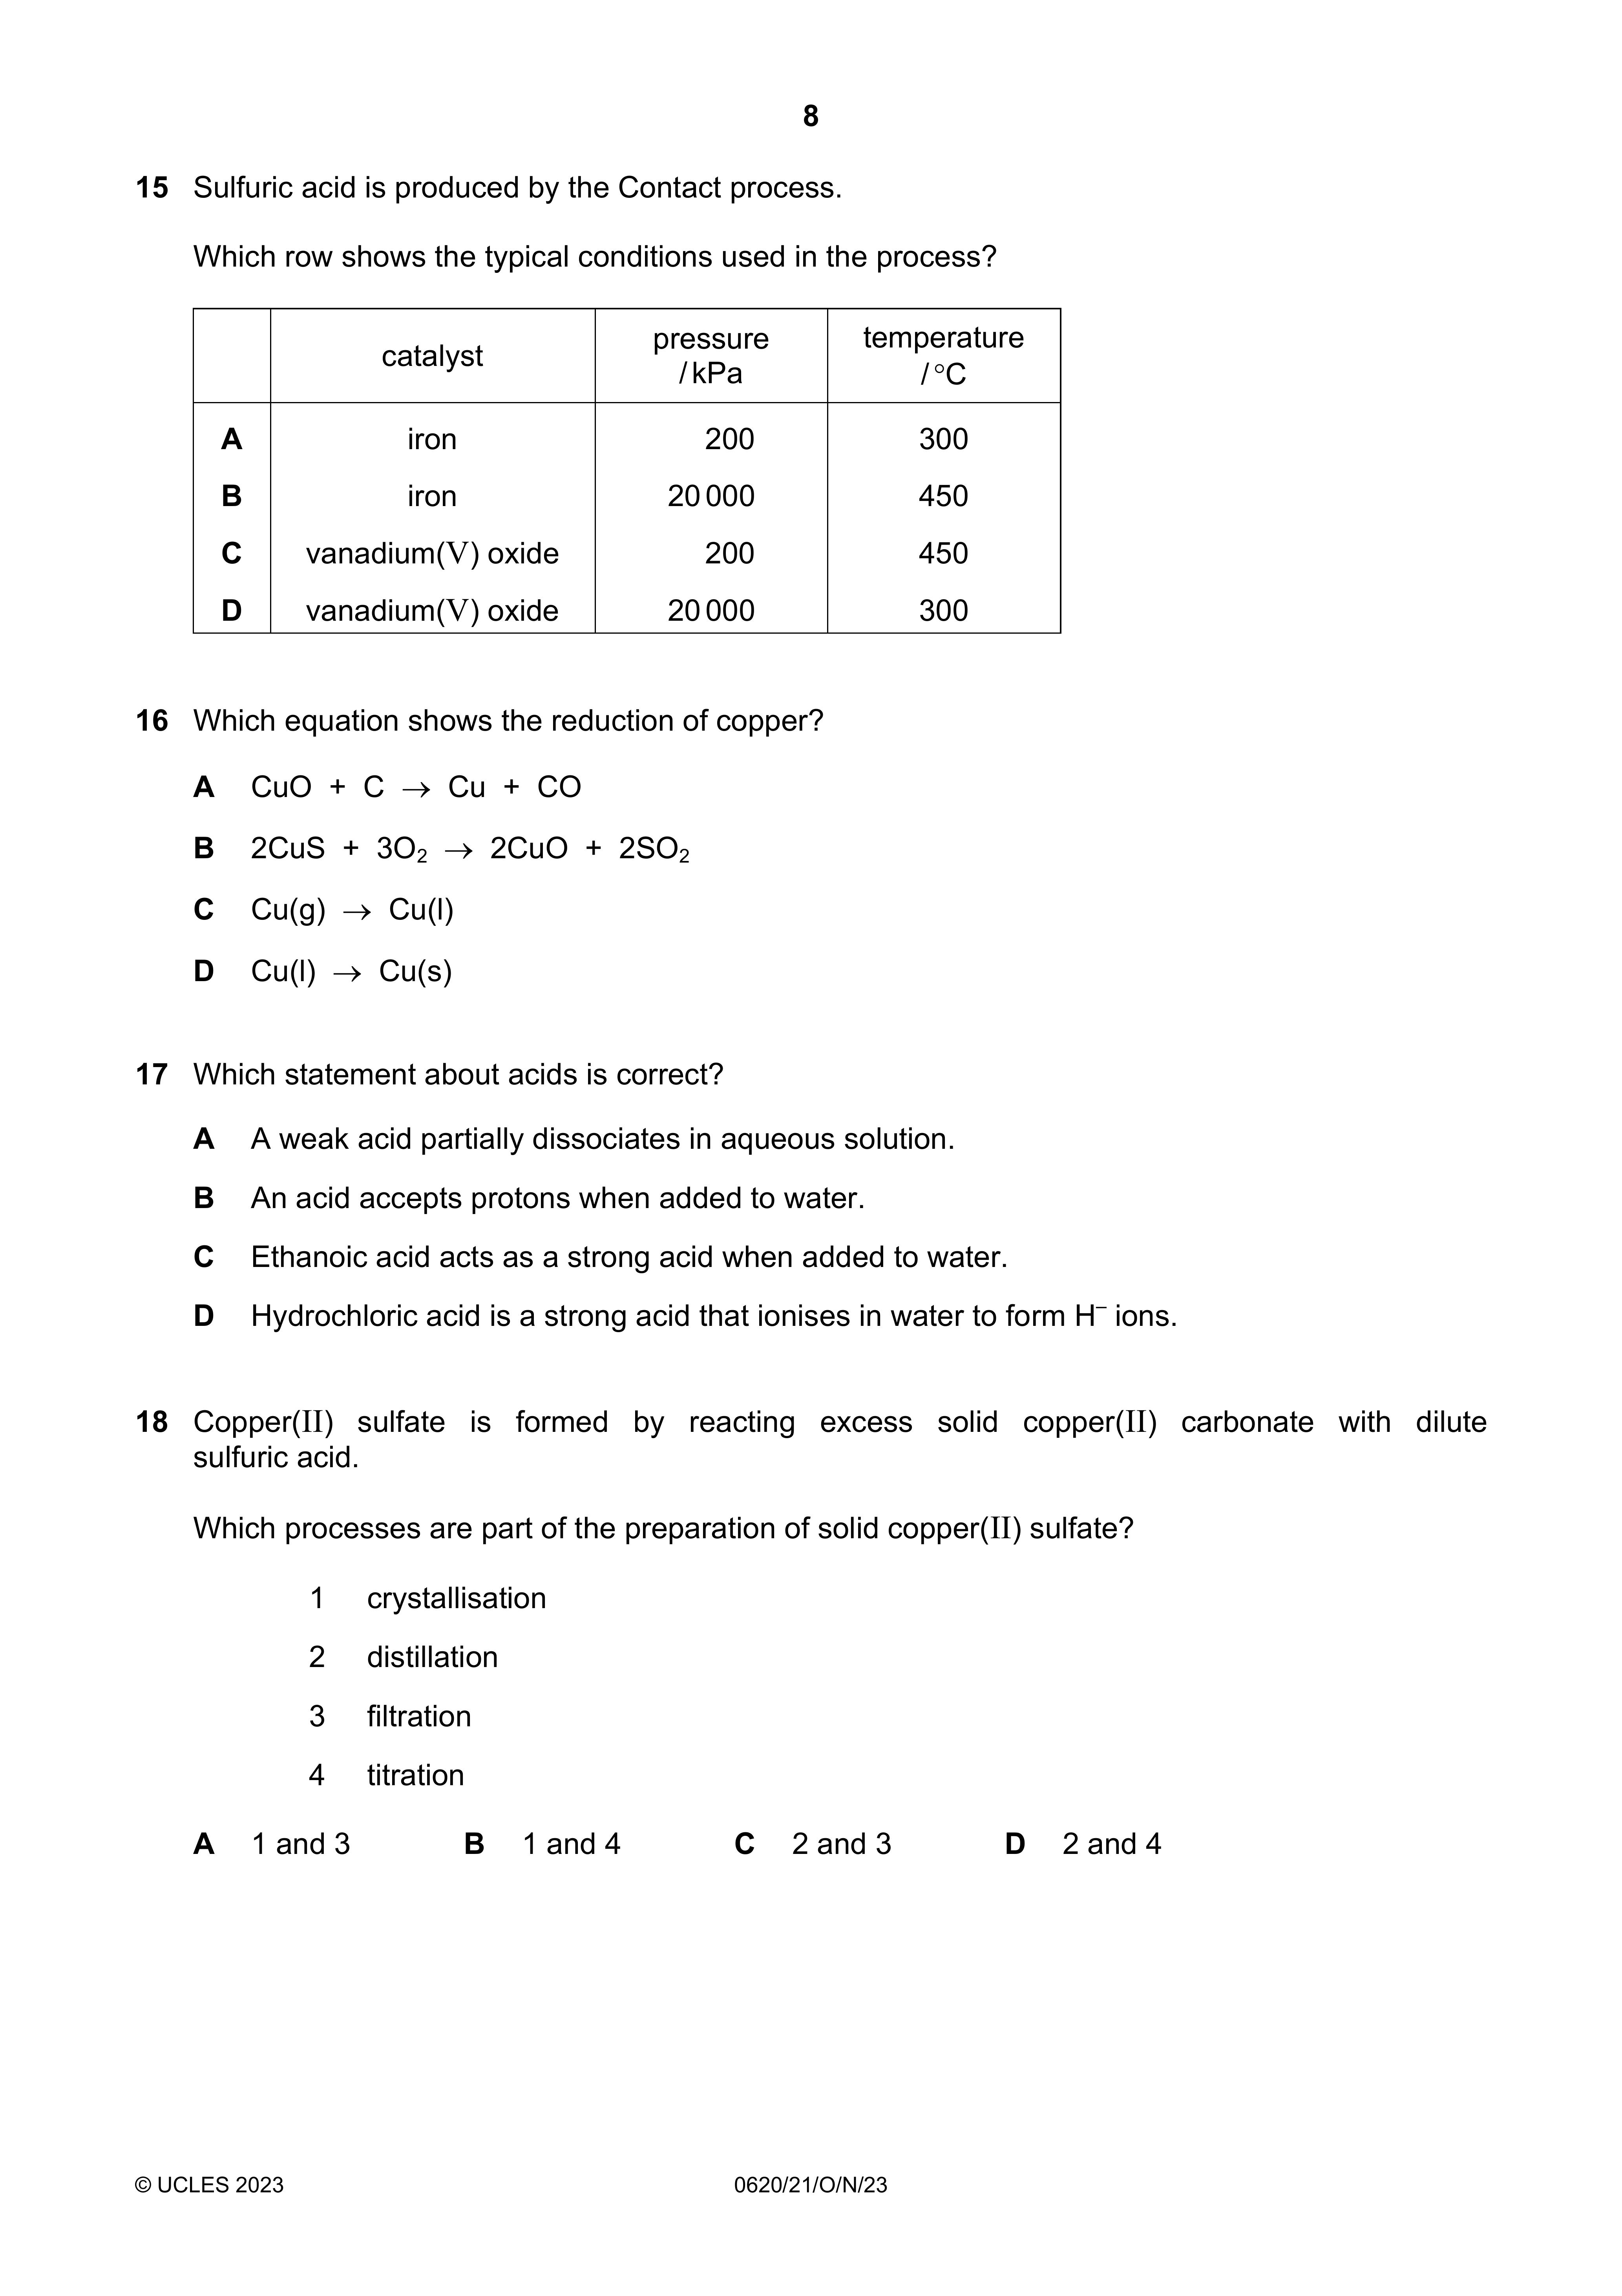 8
15 Sulfuric acid is produced by the Contact process.
Which row shows the typical conditions used in the process?
catalyst pressure / kPa temperature / °C
A iron 200 300
B iron 20 000 450
C vanadium(V) oxide 200 450
D vanadium(V) oxide 20 000 300
16 Which equation shows the reduction of copper?
A CuO + C → Cu + CO
B 2CuS + 3O₂ → 2CuO + 2SO₂
C Cu(g) → Cu(l)
D Cu(l) → Cu(s)
17 Which statement about acids is correct?
A A weak acid partially dissociates in aqueous solution.
B An acid accepts protons when added to water.
C Ethanoic acid acts as a strong acid when added to water.
D Hydrochloric acid is a strong acid that ionises in water to form H⁻ ions.
18 Copper(II) sulfate is formed by reacting excess solid copper(II) carbonate with dilute
sulfuric acid.
Which processes are part of the preparation of solid copper(II) sulfate?
1 crystallisation
2 distillation
3 filtration
4 titration
A 1 and 3 B 1 and 4 C 2 and 3 D 2 and 4
© UCLES 2023 0620/21/O/N/23